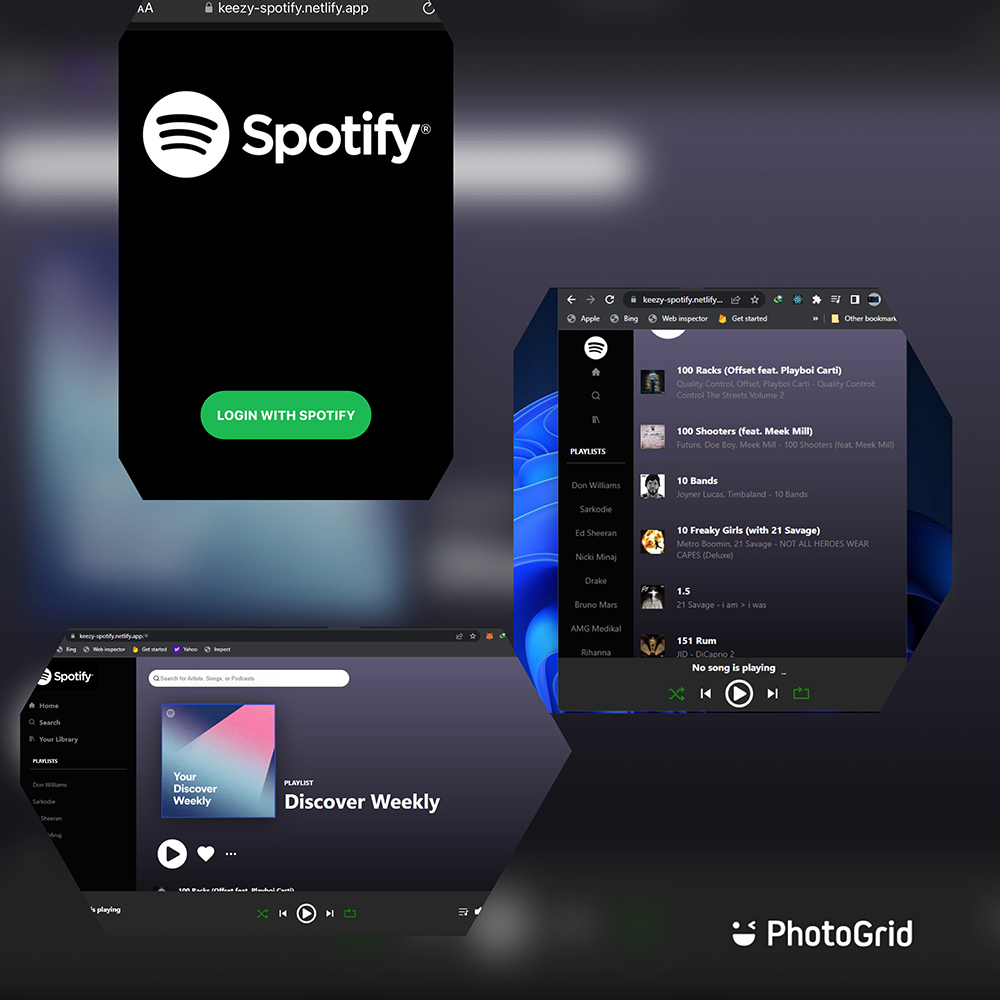 AA keezy-spotify.netlify.app
Spotify®
LOGIN WITH SPOTIFY
keezy-spotify.netlify...
Apple Bing Web inspector Get started » Other bookmark
100 Racks (Offset feat. Playboi Carti)
Quality Control, Offset, Playboi Carti - Quality Control:
Control The Streets Volume 2
100 Shooters (feat. Meek Mill)
Future, Doe Boy, Meek Mill - 100 Shooters (feat. Meek Mill)
PLAYLISTS
10 Bands
Joyner Lucas, Timbaland - 10 Bands
Don Williams
Sarkodie
10 Freaky Girls (with 21 Savage)
Metro Boomin, 21 Savage - NOT ALL HEROES WEAR
CAPES (Deluxe)
Ed Sheeran
Nicki Minaj
Drake
1.5
21 Savage - i am > i was
Bruno Mars
AMG Medikal
151 Rum
JID - DiCaprio 2
Rihanna
No song is playing
keezy-spotify.netlify.app/#
Bing Web inspector Get started Yahoo Inspect
Spotify
Search for Artists, Songs, or Podcasts
Home
Search
Your Library
PLAYLISTS
Don Williams
Sarkodie
Sheeran
Minaj
Your
Discover
Weekly
PLAYLIST
Discover Weekly
100 Racks (Offset feat. Playboi Carti)
is playing
PhotoGrid